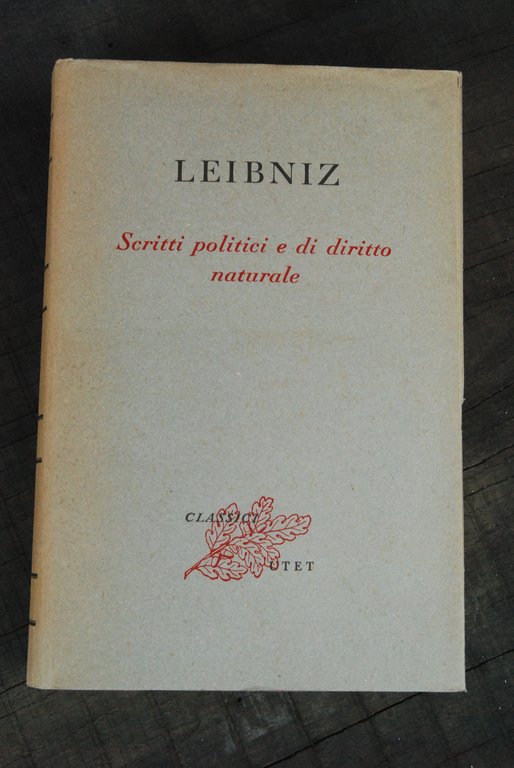 LEIBNIZ
Scritti politici e di diritto
naturale
CLASSICI
UTET